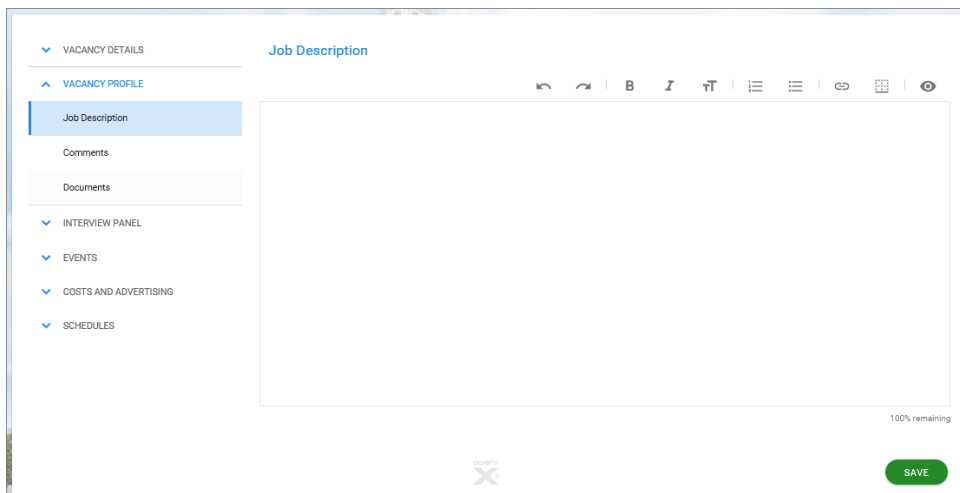 VACANCY DETAILS
VACANCY PROFILE
Job Description
Comments
Documents
INTERVIEW PANEL
EVENTS
COSTS AND ADVERTISING
SCHEDULES
Job Description
B I TT
100% remaining
SAVE